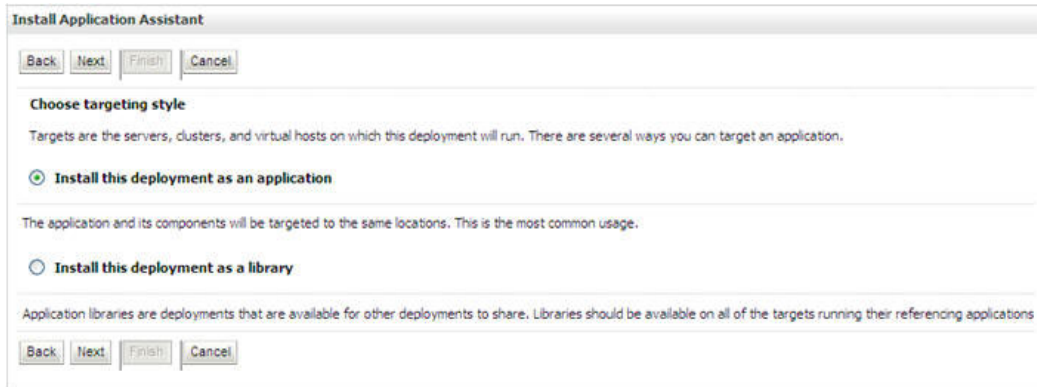 Install Application Assistant
Back Next Finish Cancel
Choose targeting style
Targets are the servers, clusters, and virtual hosts on which this deployment will run. There are several ways you can target an application.
Install this deployment as an application
The application and its components will be targeted to the same locations. This is the most common usage.
Install this deployment as a library
Application libraries are deployments that are available for other deployments to share. Libraries should be available on all of the targets running their referencing applications
Back Next Finish Cancel